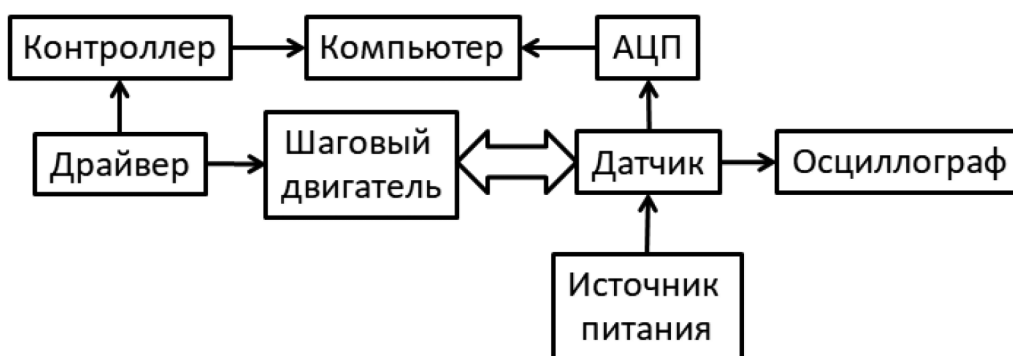 Контроллер
Компьютер
АЦП
Драйвер
Шаговый
двигатель
Датчик
Осциллограф
Источник
питания